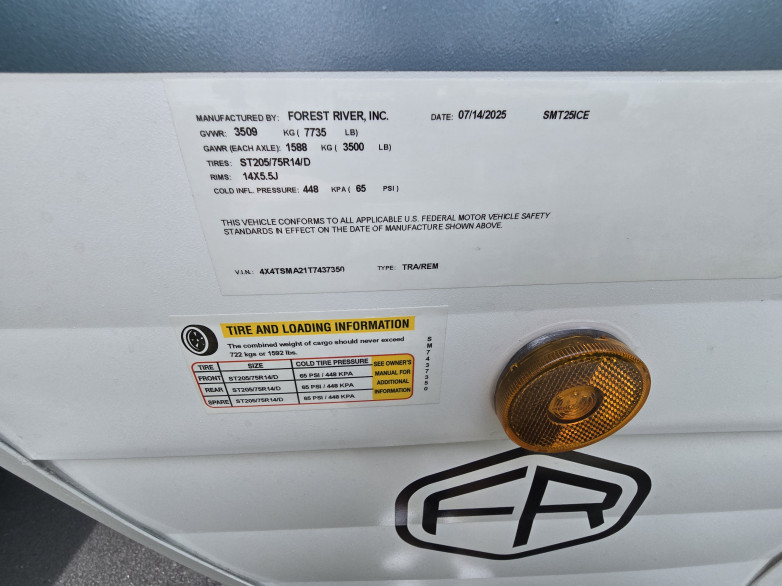 MANUFACTURED BY: FOREST RIVER, INC. DATE: 07/14/2025 SMT25ICE
GVWR: 3509 KG ( 7735 LB)
GAWR (EACH AXLE): 1588 KG ( 3500 LB)
TIRES: ST205/75R14/D
RIMS: 14X5.5J
COLD INFL. PRESSURE: 448 KPA ( 65 PSI )
THIS VEHICLE CONFORMS TO ALL APPLICABLE U.S. FEDERAL MOTOR VEHICLE SAFETY
STANDARDS IN EFFECT ON THE DATE OF MANUFACTURE SHOWN ABOVE.
V.I.N.: 4X4TSMA21T7437350 TYPE: TRA/REM
TIRE AND LOADING INFORMATION
The combined weight of cargo should never exceed
722 kgs or 1592 lbs.
TIRE SIZE COLD TIRE PRESSURE SEE OWNER'S
FRONT ST205/75R14/D 65 PSI / 448 KPA MANUAL FOR
REAR ST205/75R14/D 65 PSI / 448 KPA ADDITIONAL
SPARE ST205/75R14/D 65 PSI / 448 KPA INFORMATION
SM7437350
FR